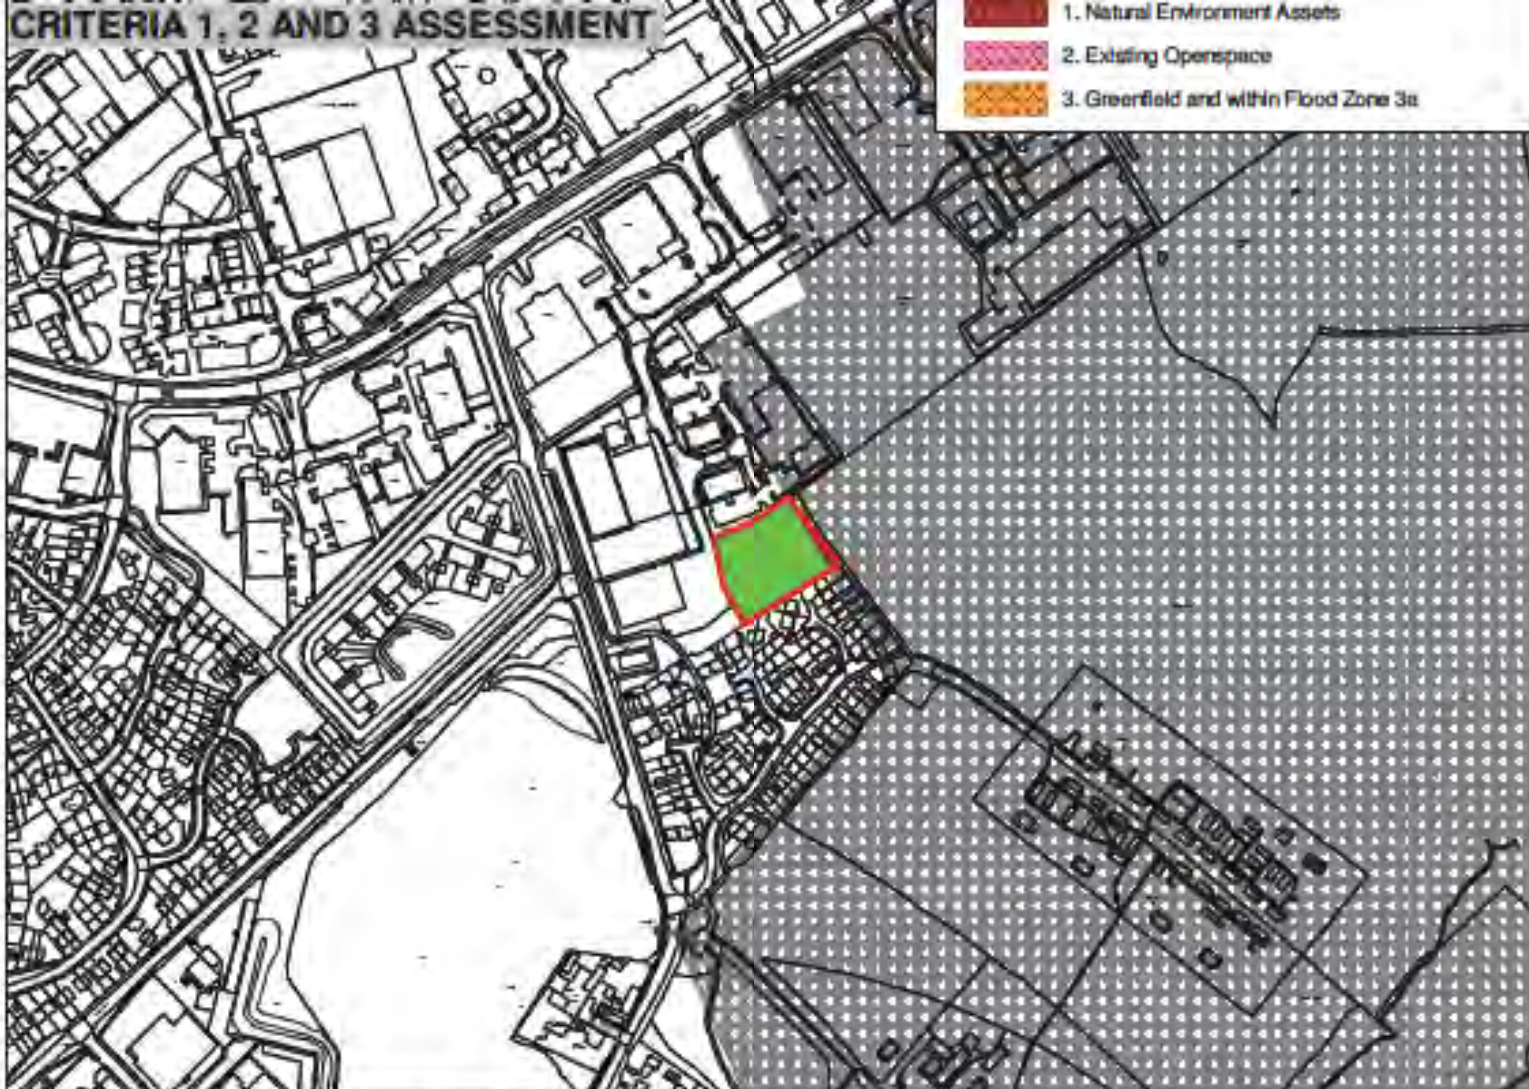 CRITERIA 1, 2 AND 3 ASSESSMENT
1. Natural Environment Assets
2. Existing Openspace
3. Greenfield and within Flood Zone 3a